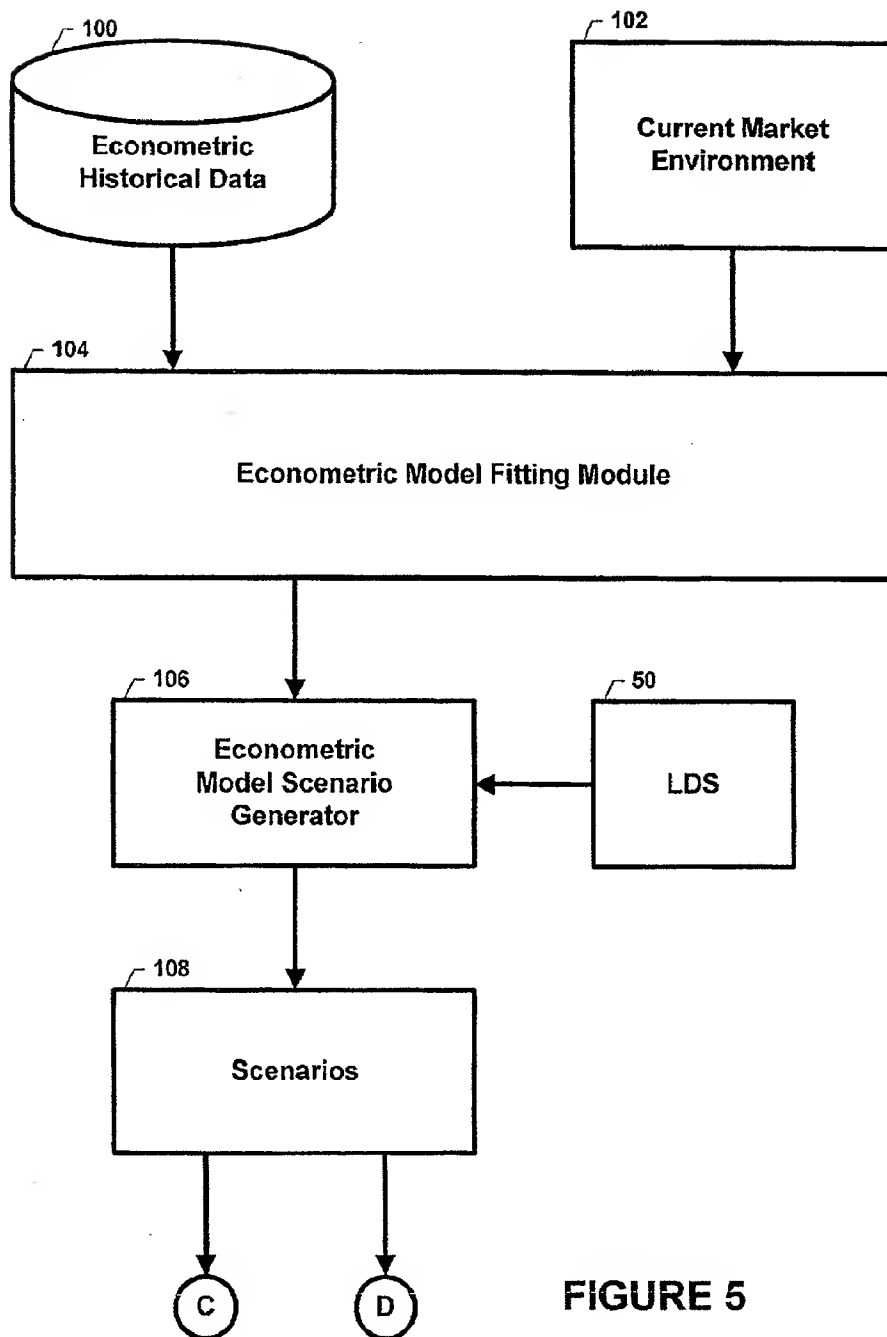 100
Econometric
Historical Data
102
Current Market
Environment
104
Econometric Model Fitting Module
106
Econometric
Model Scenario
Generator
50
LDS
108
Scenarios
C
D
FIGURE 5